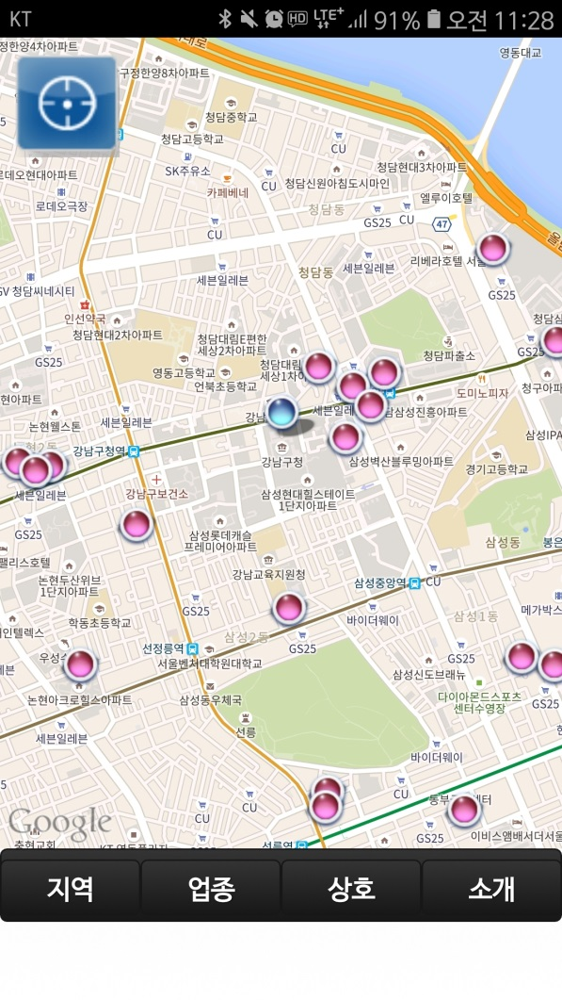 KT
HD LTE+ 91% 오전 11:28
영동대교
구정한양8차아파트
청담중학교
청담고등학교
CU
SK주유소
카페베네
CU
청담신원아침도시마인
청담현대3차아파트
로데오현대아파트
로데오극장
청담동
엘루이호텔
GS25
CU
47
CU
세븐일레븐
청담동
세븐일레븐
리베라호텔 서울
GV 청담씨네시티
GS25
인선약국
청담현대2차아파트
청담대림E편한
세상2차아파트
GS25
청담파출소
GS25
영동고등학교
언북초등학교
청담대림
세상1차
도미노피자
청구아파
현아파트
논현웰스톤
세븐일레븐
세븐일레
삼성진흥아파트
강남구청역
강남구청
삼성벽산블루밍아파트
삼성IPA
경기고등학교
세븐일레븐
강남구보건소
삼성현대힐스테이트
1단지아파트
GS25
삼성롯데캐슬
프리미어아파트
삼성동
봉은
팰리스호텔
논현두산위브
1단지아파트
강남교육지원청
삼성중앙역
CU
학동초등학교
GS25
바이더웨이
삼성1동
메가박스
인텔렉스
삼성2동
선정릉역
GS25
서울벤처대학원대학교
GS25
삼성신도브래뉴
논현아크로힐스아파트
삼성동우체국
다이아몬드스포츠
센터수영장
GS25
세븐일레븐
선릉
바이더웨이
CU
CU
CU
동부
센터
Google
충현교회
선릉역
GS25
이비스앰배서더서울
지역 업종 상호 소개